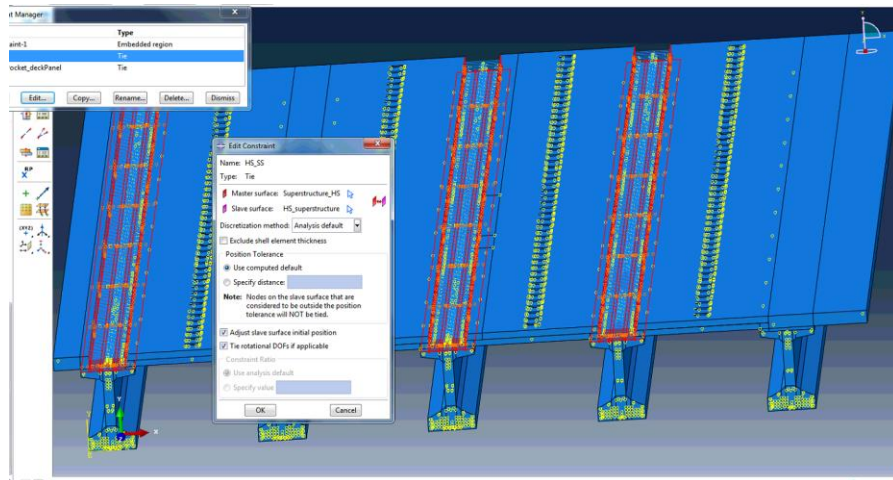 nt Manager
Type
aint-1 Embedded region
Tie
ocket_deckPanel Tie
Edit... Copy... Rename... Delete... Dismiss
Edit Constraint
Name: HS_SS
Type: Tie
Master surface: Superstructure_HS
Slave surface: HS_superstructure
Discretization method: Analysis default
Exclude shell element thickness
Position Tolerance
Use computed default
Specify distance:
Note: Nodes on the slave surface that are
considered to be outside the position
tolerance will NOT be tied.
Adjust slave surface initial position
Tie rotational DOFs if applicable
Constraint Ratio
Use analysis default
Specify value
OK Cancel
RP
(XYZ)
Y
Z
X